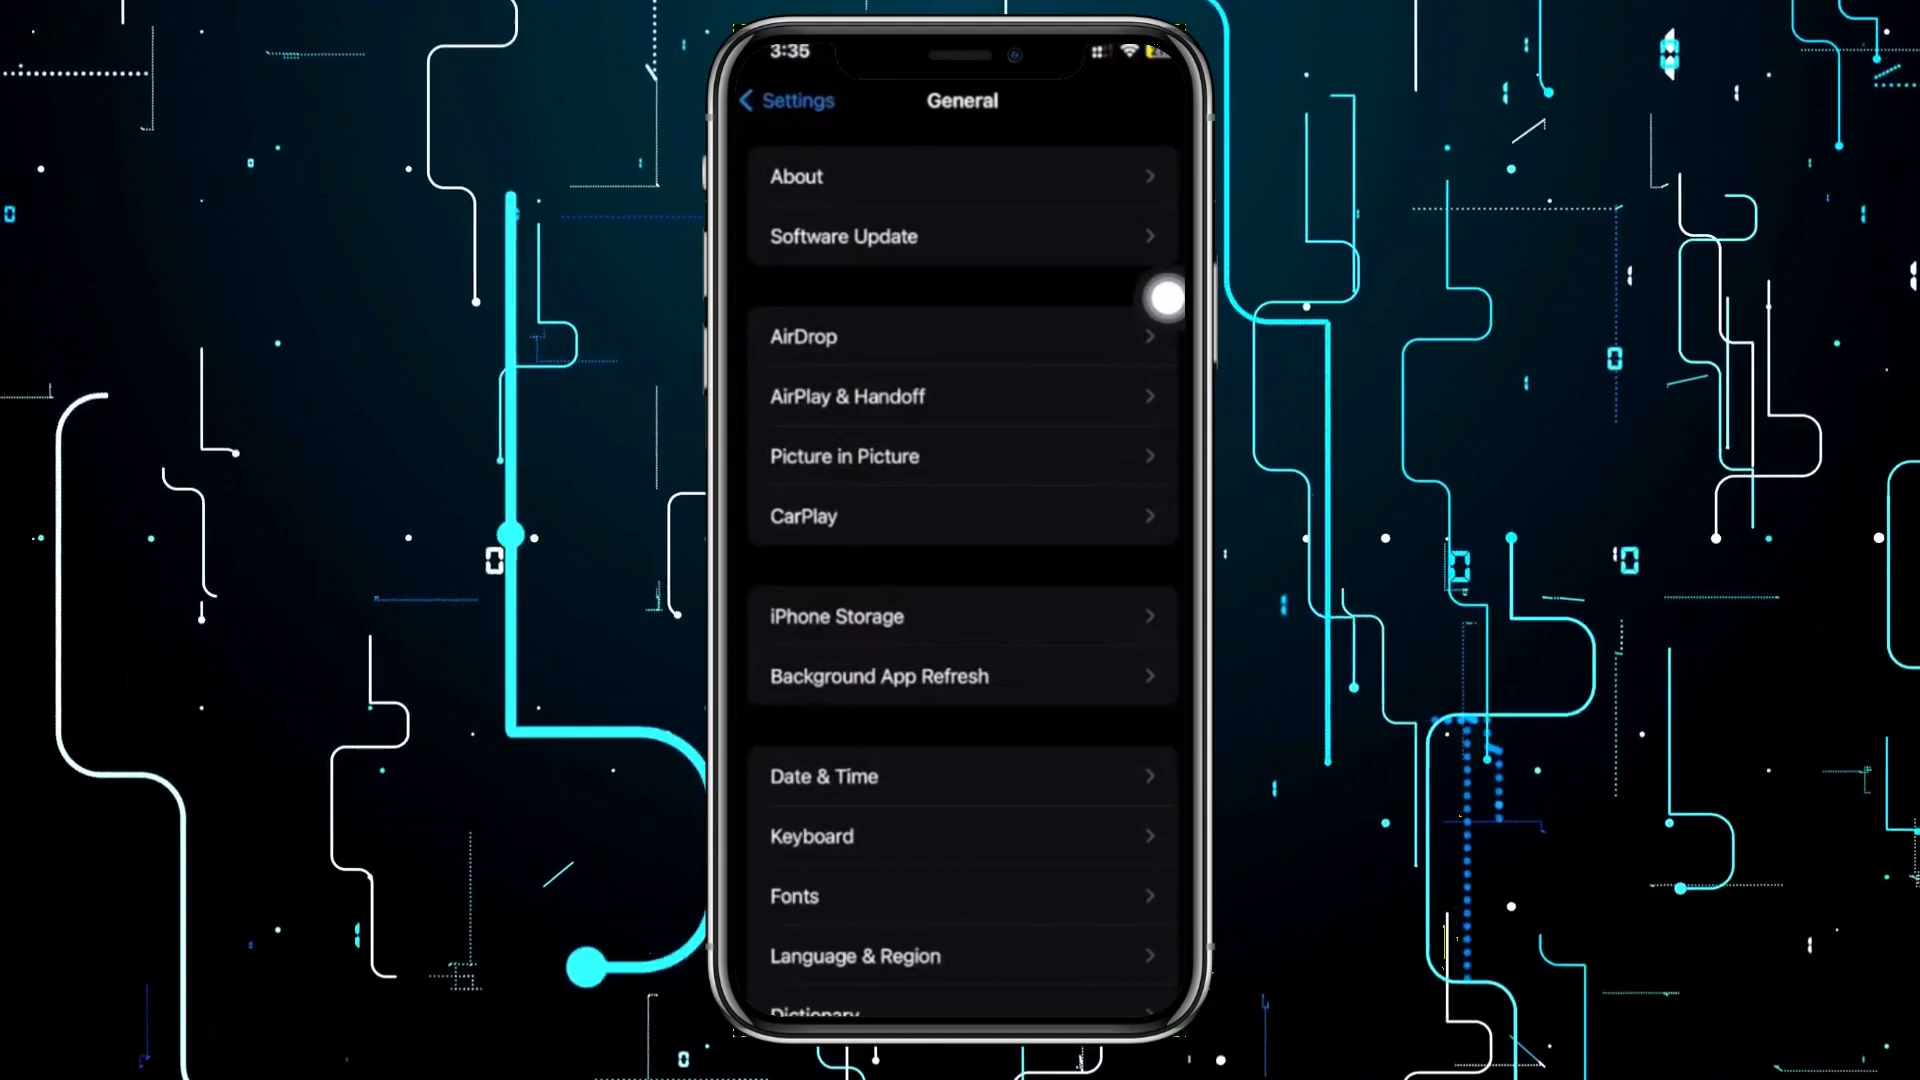 3:35
Settings
General
About
Software Update
AirDrop
AirPlay & Handoff
Picture in Picture
CarPlay
iPhone Storage
Background App Refresh
Date & Time
Keyboard
Fonts
Language & Region
Dictionary